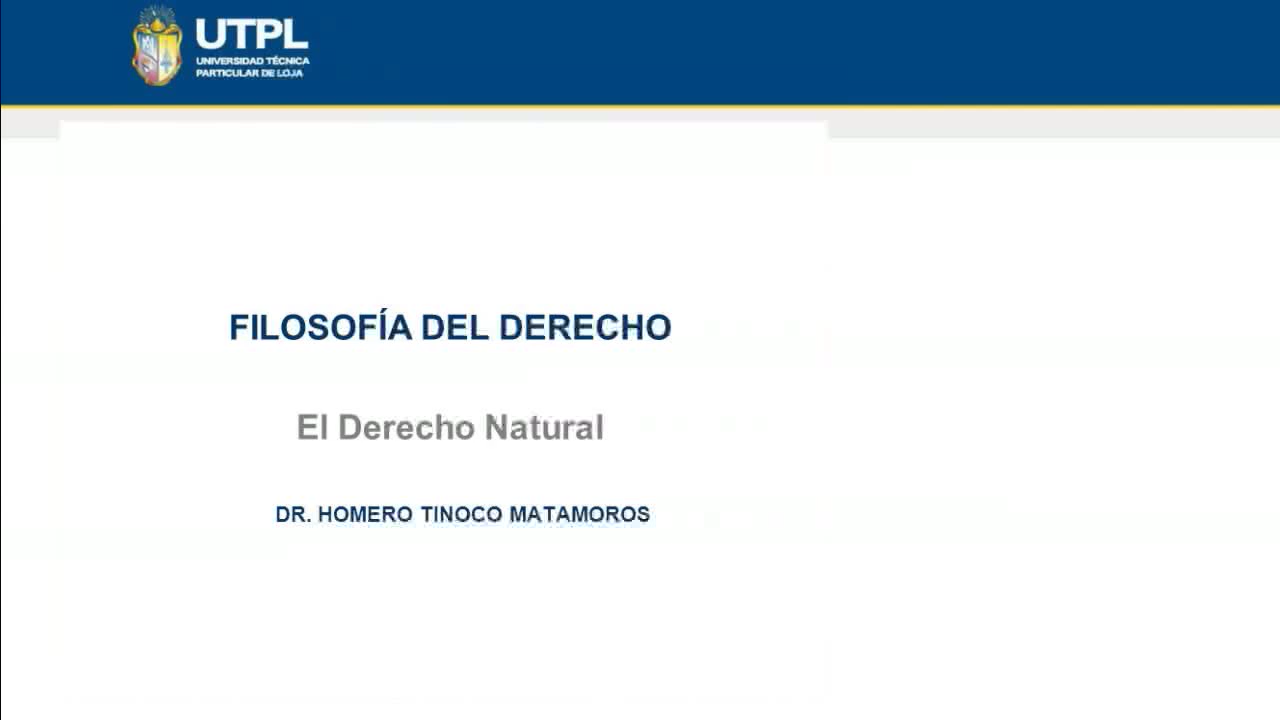 UTPL
UNIVERSIDAD TÉCNICA
PARTICULAR DE LOJA
FILOSOFÍA DEL DERECHO
El Derecho Natural
DR. HOMERO TINOCO MATAMOROS